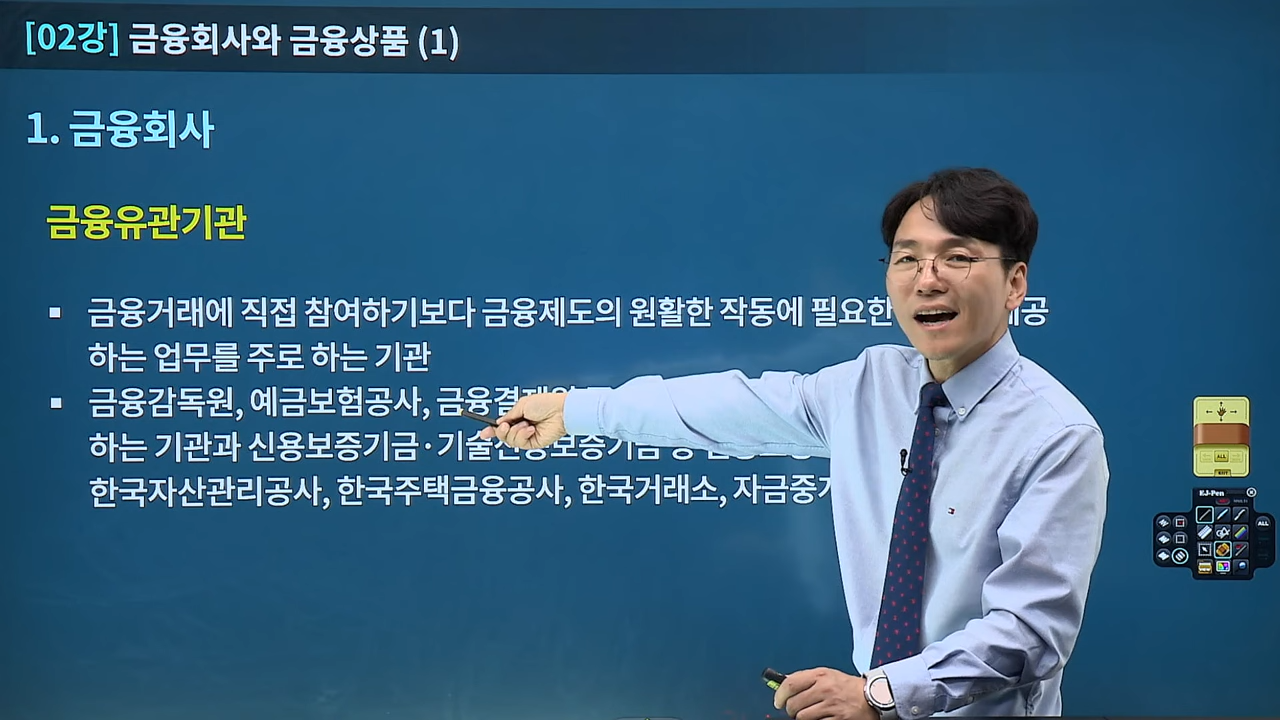 [02강] 금융회사와 금융상품 (1)
1. 금융회사
금융유관기관
▪ 금융거래에 직접 참여하기보다 금융제도의 원활한 작동에 필요한
하는 업무를 주로 하는 기관
▪ 금융감독원, 예금보험공사,
하는 기관과 신용보증기금·
한국자산관리공사, 한국주택금융공사, 한국거래소,
EJ-Pen
ALL
ALL